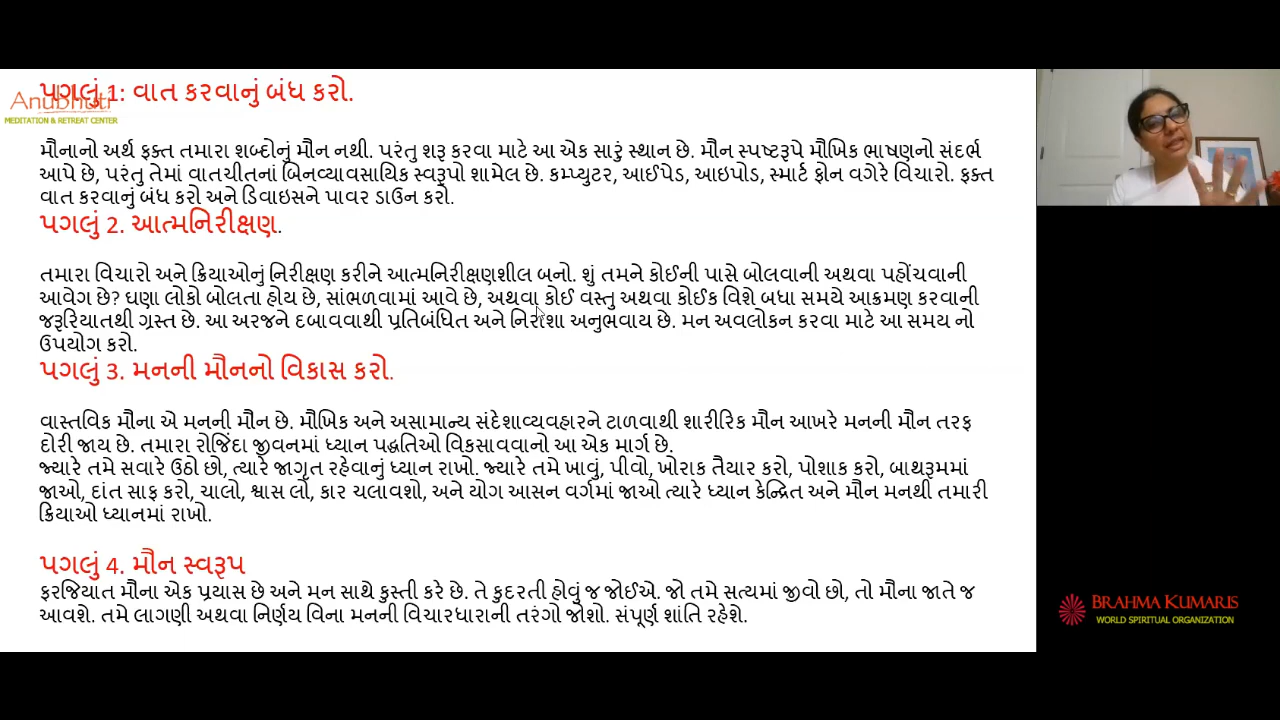 પગલું 1: વાત કરવાનું બંધ કરો.
Anubhuti
MEDITATION & RETREAT CENTER
મૌનાનો અર્થ ફક્ત તમારા શબ્દોનું મૌન નથી. પરંતુ શરૂ કરવા માટે આ એક સારું સ્થાન છે. મૌન સ્પષ્ટરૂપે મૌખિક ભાષણનો સંદર્ભ
આપે છે, પરંતુ તેમાં વાતચીતનાં બિનવ્યાવસાયિક સ્વરૂપો શામેલ છે. કમ્પ્યુટર, આઈપેડ, આઇપોડ, સ્માર્ટ ફોન વગેરે વિચારો. ફક્ત
વાત કરવાનું બંધ કરો અને ડિવાઇસને પાવર ડાઉન કરો.
પગલું 2. આત્મનિરીક્ષણ.
તમારા વિચારો અને ક્રિયાઓનું નિરીક્ષણ કરીને આત્મનિરીક્ષણશીલ બનો. શું તમને કોઈની પાસે બોલવાની અથવા પહોંચવાની
આવેગ છે? ઘણા લોકો બોલતા હોય છે, સાંભળવામાં આવે છે, અથવા કોઈ વસ્તુ અથવા કોઈક વિશે બધા સમયે આક્રમણ કરવાની
જરૂરિયાતથી ગ્રસ્ત છે. આ અરજને દબાવવાથી પ્રતિબંધિત અને નિરાશા અનુભવાય છે. મન અવલોકન કરવા માટે આ સમય નો
ઉપયોગ કરો.
પગલું 3. મનની મૌનનો વિકાસ કરો.
વાસ્તવિક મૌના એ મનની મૌન છે. મૌખિક અને અસામાન્ય સંદેશાવ્યવહારને ટાળવાથી શારીરિક મૌન આખરે મનની મૌન તરફ
દોરી જાય છે. તમારા રોજિંદા જીવનમાં ધ્યાન પદ્ધતિઓ વિકસાવવાનો આ એક માર્ગ છે.
જ્યારે તમે સવારે ઉઠો છો, ત્યારે જાગૃત રહેવાનું ધ્યાન રાખો. જ્યારે તમે ખાવું, પીવો, ખોરાક તૈયાર કરો, પોશાક કરો, બાથરૂમમાં
જાઓ, દાંત સાફ કરો, ચાલો, શ્વાસ લો, કાર ચલાવશો, અને યોગ આસન વર્ગમાં જાઓ ત્યારે ધ્યાન કેન્દ્રિત અને મૌન મનથી તમારી
ક્રિયાઓ ધ્યાનમાં રાખો.
પગલું 4. મૌન સ્વરૂપ
ફરજિયાત મૌના એક પ્રયાસ છે અને મન સાથે કુસ્તી કરે છે. તે કુદરતી હોવું જ જોઈએ. જો તમે સત્યમાં જીવો છો, તો મૌના જાતે જ
આવશે. તમે લાગણી અથવા નિર્ણય વિના મનની વિચારધારાની તરંગો જોશો. સંપૂર્ણ શાંતિ રહેશે.
BRAHMA KUMARIS
WORLD SPIRITUAL ORGANIZATION